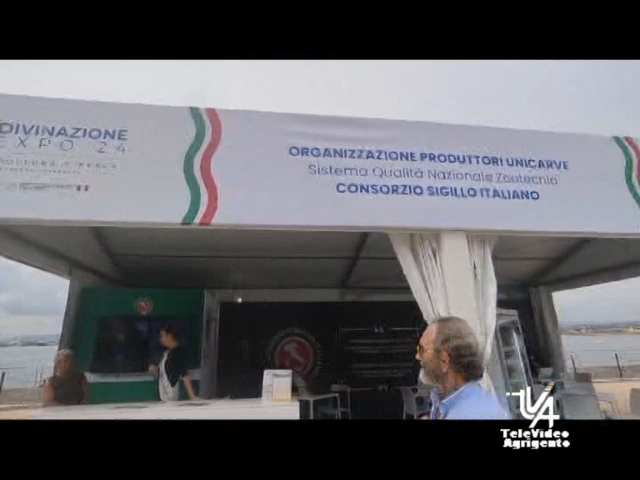 DIVINAZIONE
EXPO 24
ORGANIZZAZIONE PRODUTTORI UNICARVE
Sistema Qualità Nazionale Zootecnia
CONSORZIO SIGILLO ITALIANO
TeleVideo
Agrigento